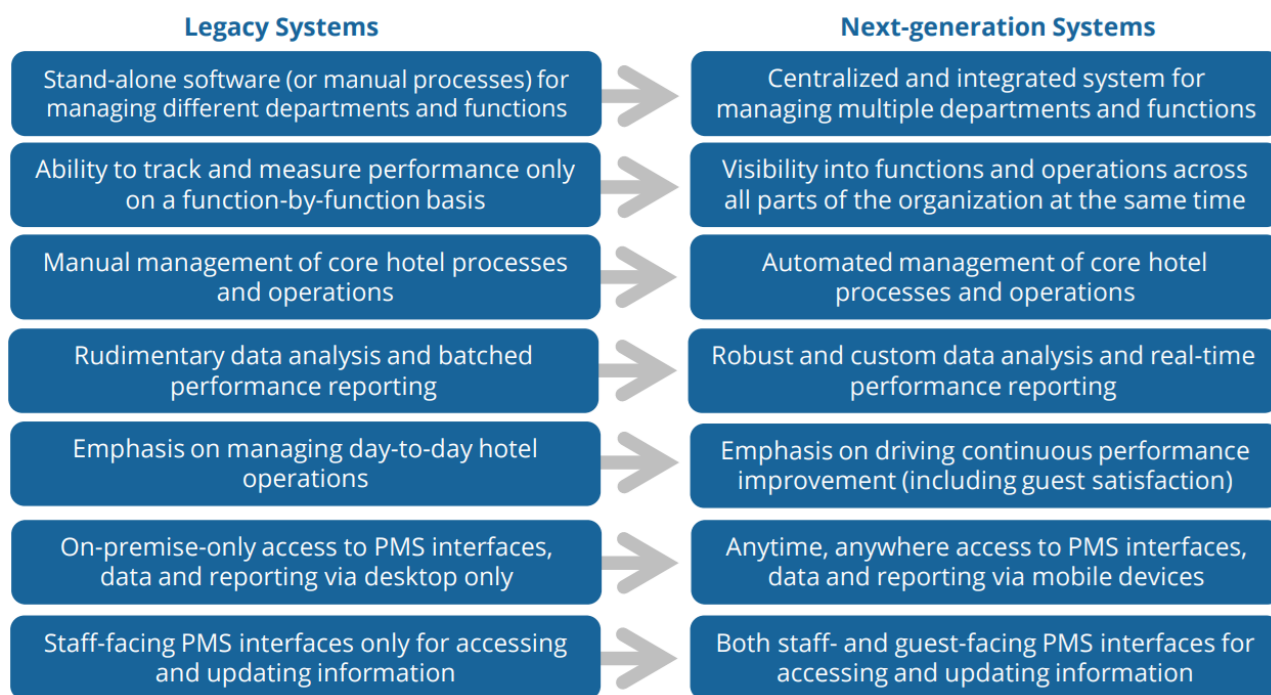 Legacy Systems
Next-generation Systems
Stand-alone software (or manual processes) for
managing different departments and functions
Centralized and integrated system for
managing multiple departments and functions
Ability to track and measure performance only
on a function-by-function basis
Visibility into functions and operations across
all parts of the organization at the same time
Manual management of core hotel processes
and operations
Automated management of core hotel
processes and operations
Rudimentary data analysis and batched
performance reporting
Robust and custom data analysis and real-time
performance reporting
Emphasis on managing day-to-day hotel
operations
Emphasis on driving continuous performance
improvement (including guest satisfaction)
On-premise-only access to PMS interfaces,
data and reporting via desktop only
Anytime, anywhere access to PMS interfaces,
data and reporting via mobile devices
Staff-facing PMS interfaces only for accessing
and updating information
Both staff- and guest-facing PMS interfaces for
accessing and updating information